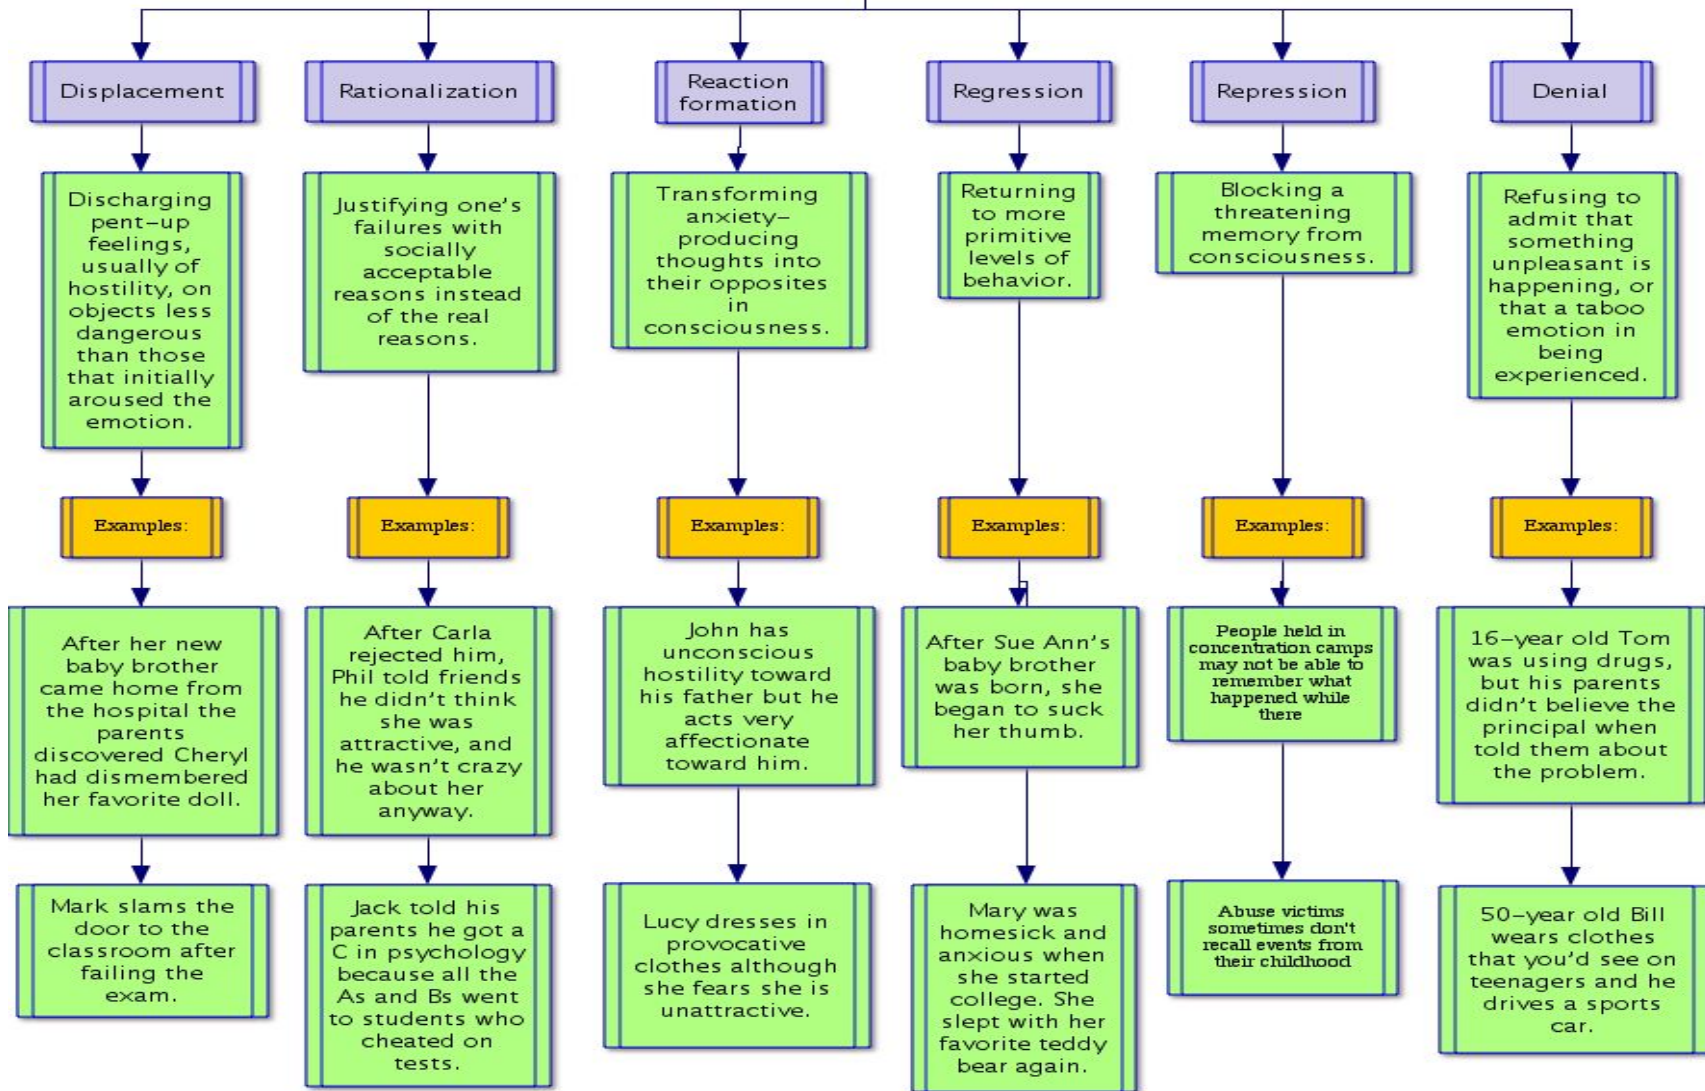 Displacement
Rationalization
Reaction
formation
Regression
Repression
Denial
Discharging
pent-up
feelings,
usually of
hostility, on
objects less
dangerous
than those
that initially
aroused the
emotion.
Justifying one's
failures with
socially
acceptable
reasons instead
of the real
reasons.
Transforming
anxiety-
producing
thoughts into
their opposites
in
consciousness.
Returning
to more
primitive
levels of
behavior.
Blocking a
threatening
memory from
consciousness.
Refusing to
admit that
something
unpleasant is
happening, or
that a taboo
emotion in
being
experienced.
Examples:
Examples:
Examples:
Examples:
Examples:
Examples:
After her new
baby brother
came home from
the hospital the
parents
discovered Cheryl
had dismembered
her favorite doll.
After Carla
rejected him,
Phil told friends
he didn't think
she was
attractive, and
he wasn't crazy
about her
anyway.
John has
unconscious
hostility toward
his father but he
acts very
affectionate
toward him.
After Sue Ann's
baby brother
was born, she
began to suck
her thumb.
People held in
concentration camps
may not be able to
remember what
happened while
there
16-year old Tom
was using drugs,
but his parents
didn't believe the
principal when
told them about
the problem.
Mark slams the
door to the
classroom after
failing the
exam.
Jack told his
parents he got a
C in psychology
because all the
As and Bs went
to students who
cheated on
tests.
Lucy dresses in
provocative
clothes although
she fears she is
unattractive.
Mary was
homesick and
anxious when
she started
college. She
slept with her
favorite teddy
bear again.
Abuse victims
sometimes don't
recall events from
their childhood
50-year old Bill
wears clothes
that you'd see on
teenagers and he
drives a sports
car.